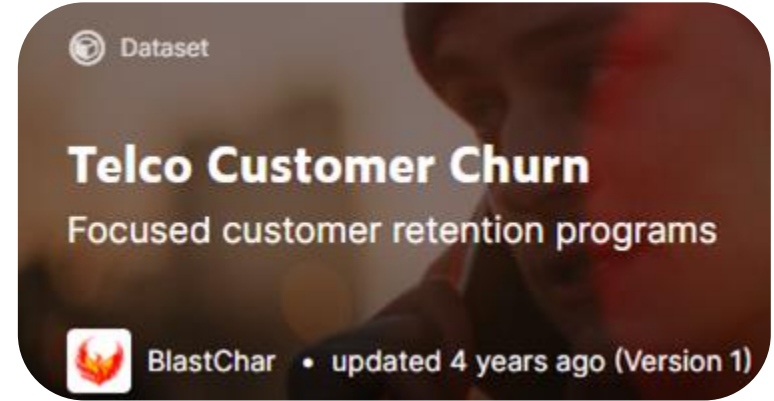 Dataset
Telco Customer Churn
Focused customer retention programs
BlastChar • updated 4 years ago (Version 1)